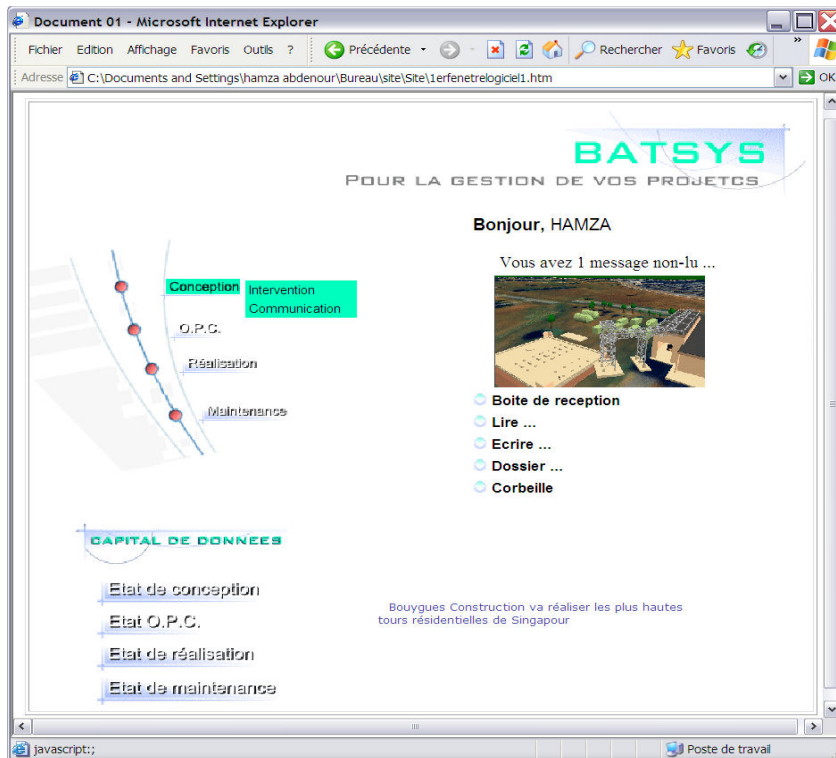 Document 01 - Microsoft Internet Explorer
Fichier Edition Affichage Favoris Outils ? Précédente Rechercher Favoris »
Adresse C:\Documents and Settings\hamza abdenour\Bureau\site\Site\1erfenetrelogiciel1.htm OK
BATSYS
POUR LA GESTION DE VOS PROJETCS
Bonjour, HAMZA
Vous avez 1 message non-lu ...
Conception Intervention
Communication
O.P.C.
Réalisation
Maintenance
Boite de reception
Lire ...
Ecrire ...
Dossier ...
Corbeille
CAPITAL DE DONNEES
Etat de conception
Etat O.P.C.
Etat de réalisation
Etat de maintenance
Bouygues Construction va réaliser les plus hautes
tours résidentielles de Singapour
javascript:; Poste de travail